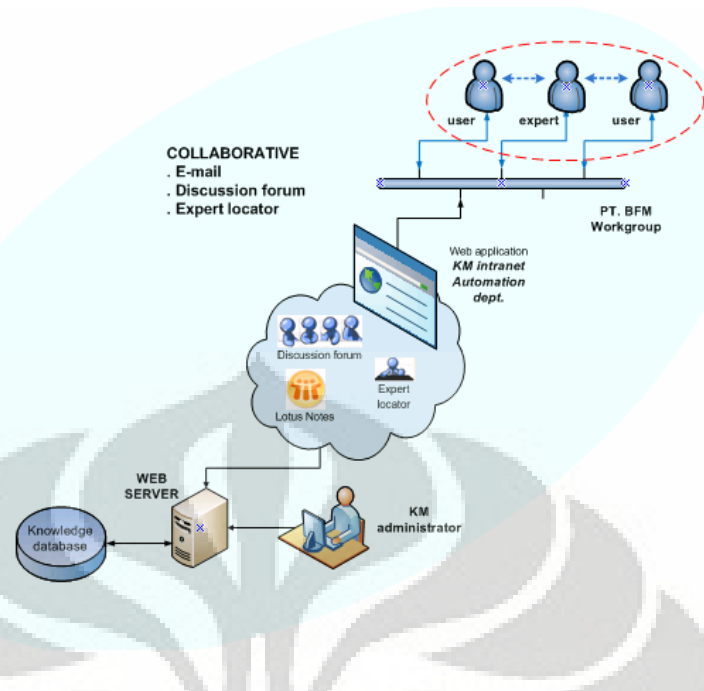 user
expert
user
COLLABORATIVE
. E-mail
. Discussion forum
. Expert locator
PT. BFM
Workgroup
Web application
KM intranet
Automation
dept.
Discussion forum
Expert
locator
Lotus Notes
WEB
SERVER
KM
administrator
Knowledge
database